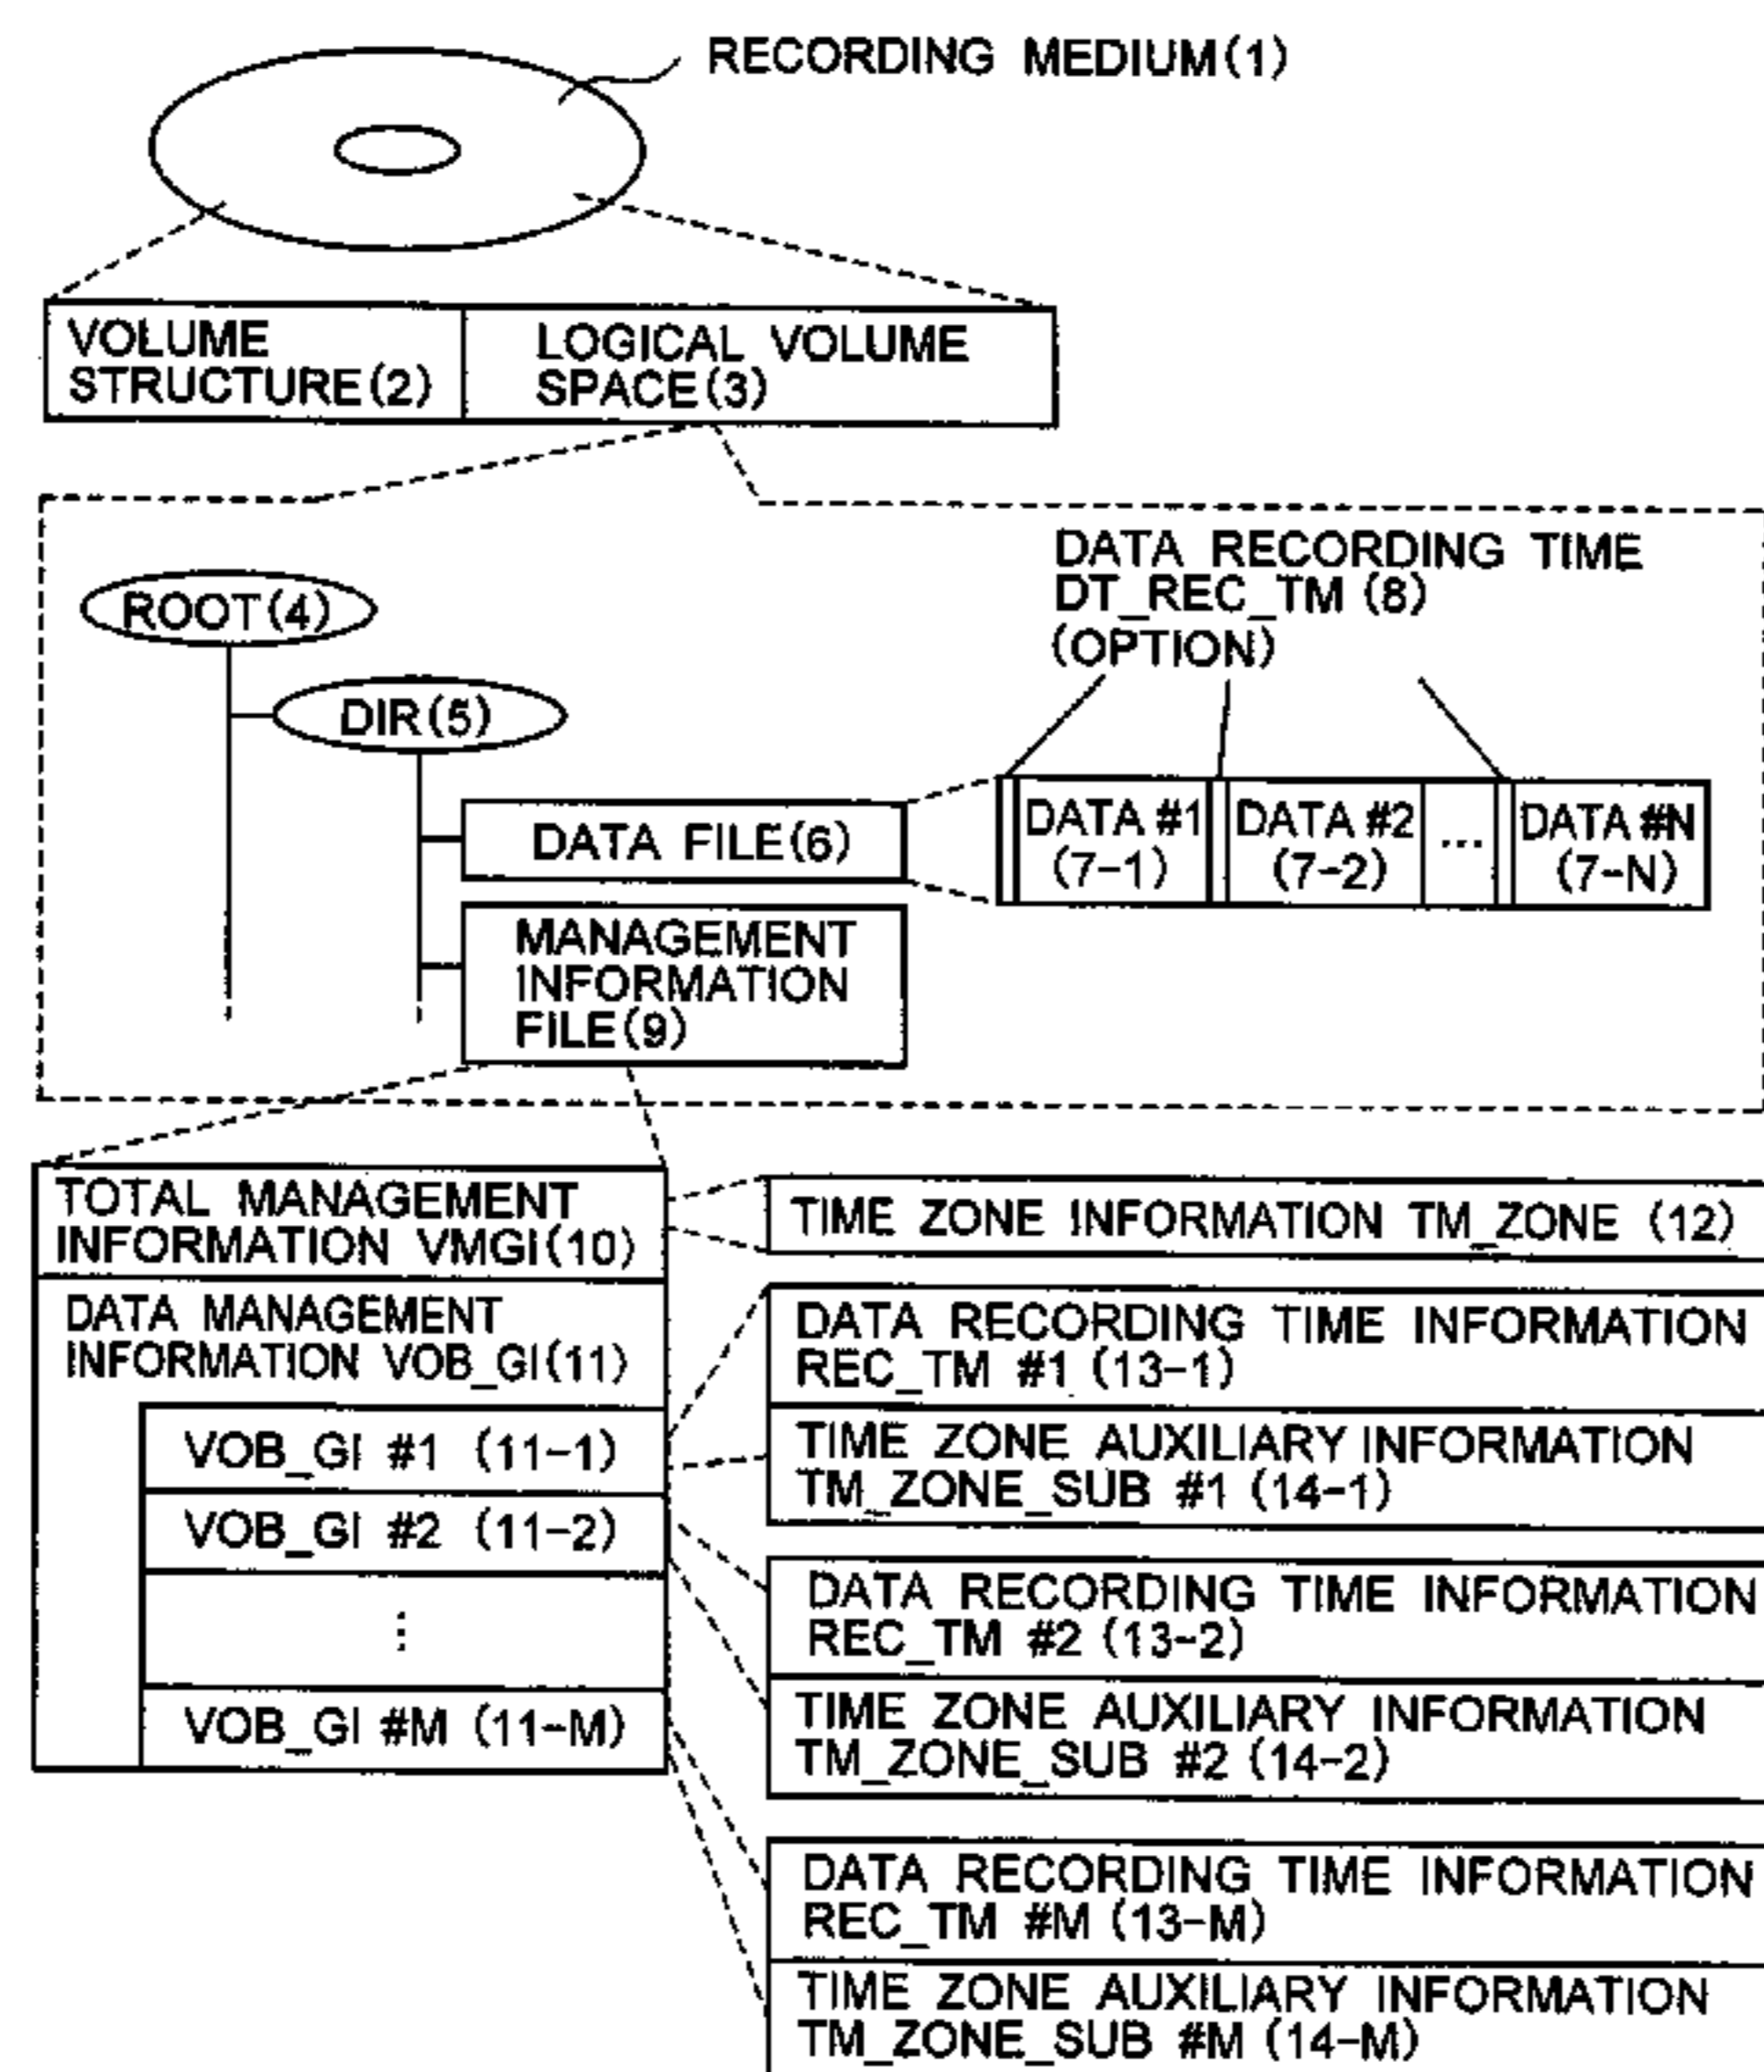 RECORDING MEDIUM(1)
VOLUME
STRUCTURE(2)
LOGICAL VOLUME
SPACE(3)
DATA RECORDING TIME
DT_REC_TM (8)
(OPTION)
ROOT(4)
DIR(5)
DATA FILE(6)
DATA #1
(7-1)
DATA #2
(7-2)
...
DATA #N
(7-N)
MANAGEMENT
INFORMATION
FILE(9)
TOTAL MANAGEMENT
INFORMATION VMGI(10)
TIME ZONE INFORMATION TM_ZONE (12)
DATA MANAGEMENT
INFORMATION VOB_GI(11)
VOB_GI #1 (11-1)
VOB_GI #2 (11-2)
⋮
VOB_GI #M (11-M)
DATA RECORDING TIME INFORMATION
REC_TM #1 (13-1)
TIME ZONE AUXILIARY INFORMATION
TM_ZONE_SUB #1 (14-1)
DATA RECORDING TIME INFORMATION
REC_TM #2 (13-2)
TIME ZONE AUXILIARY INFORMATION
TM_ZONE_SUB #2 (14-2)
DATA RECORDING TIME INFORMATION
REC_TM #M (13-M)
TIME ZONE AUXILIARY INFORMATION
TM_ZONE_SUB #M (14-M)